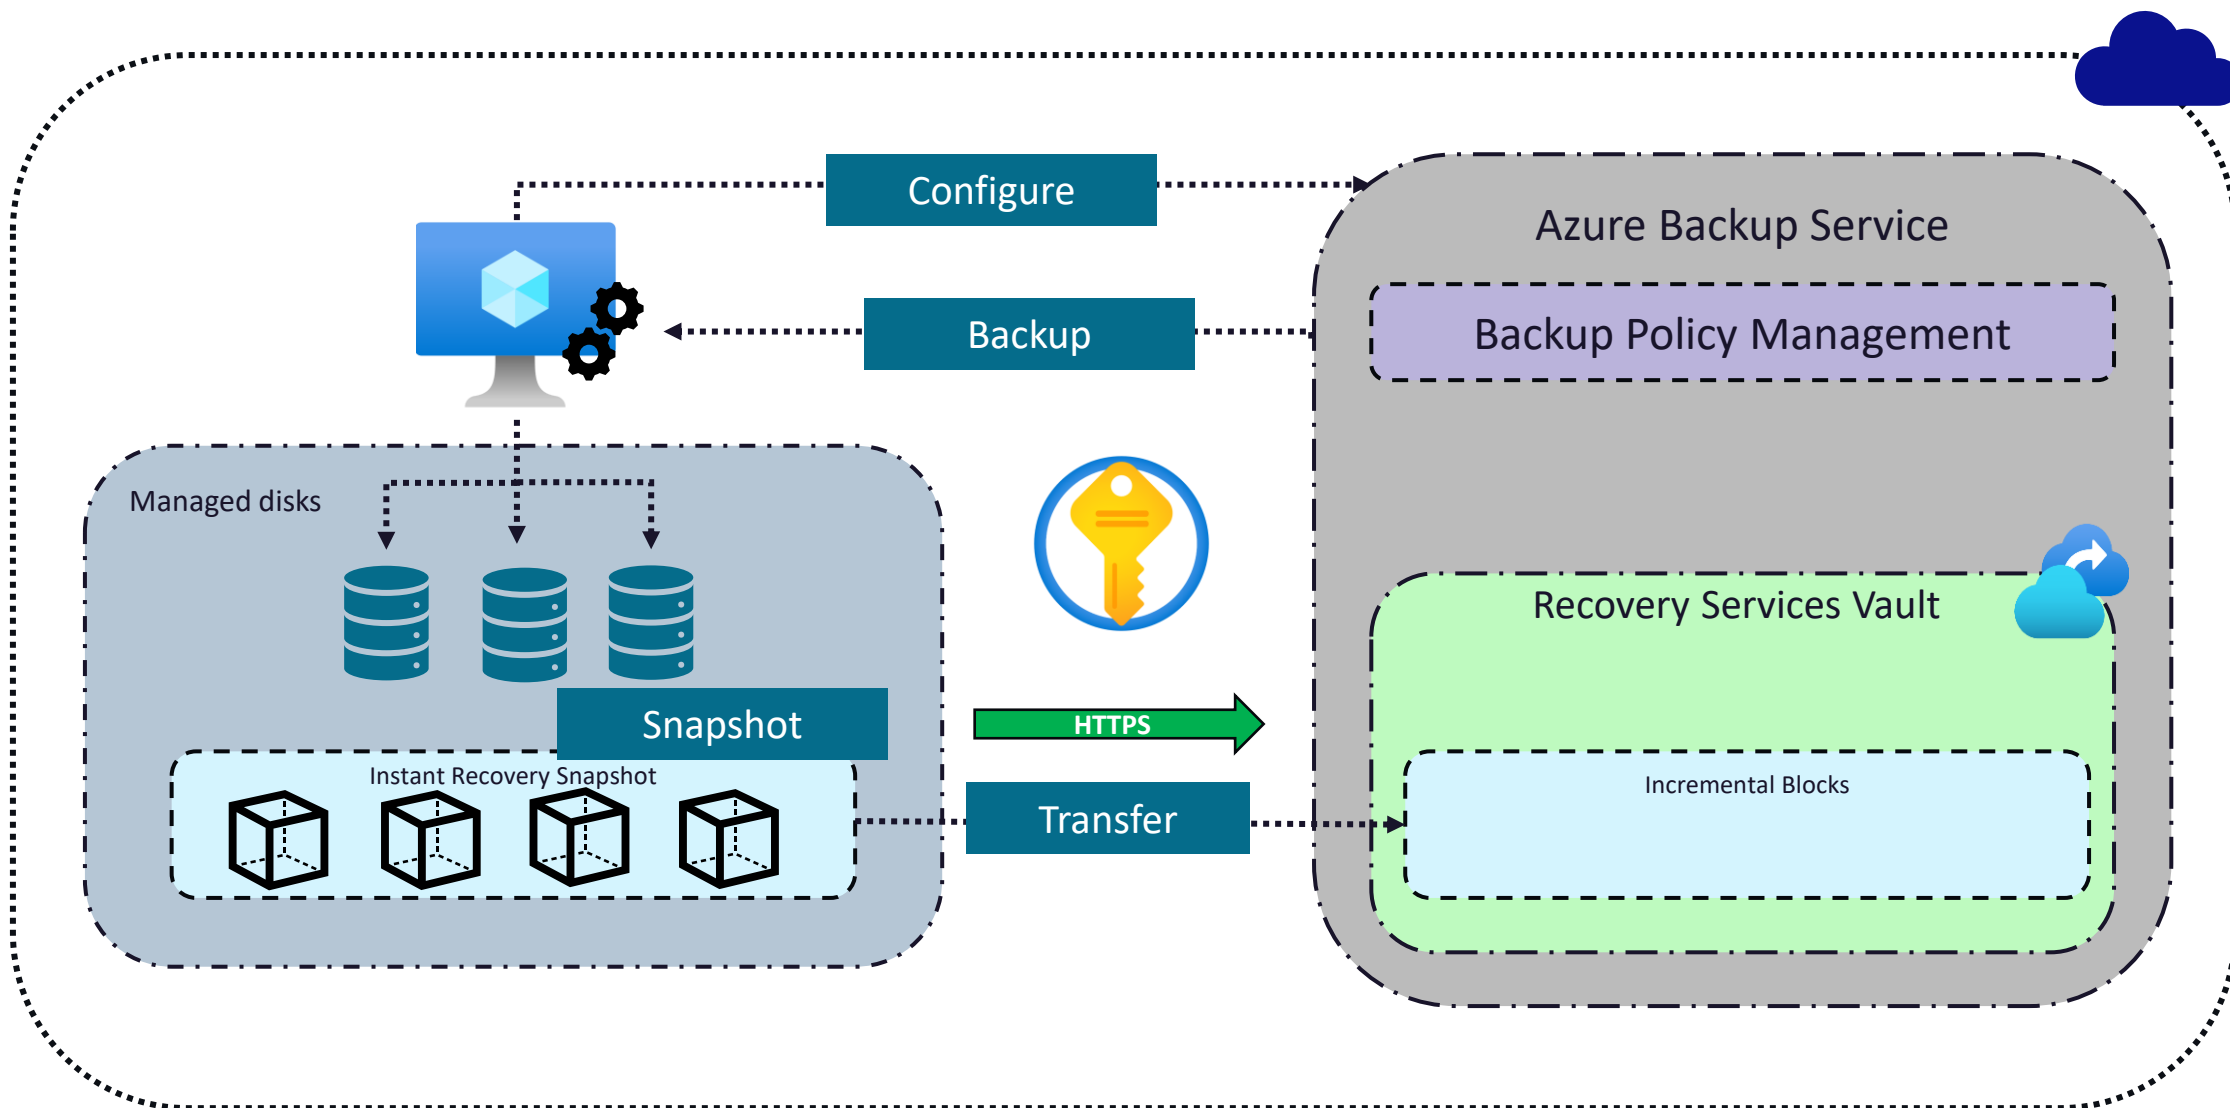 Configure
Azure Backup Service
Backup
Backup Policy Management
Managed disks
Recovery Services Vault
Snapshot
HTTPS
Instant Recovery Snapshot
Incremental Blocks
Transfer